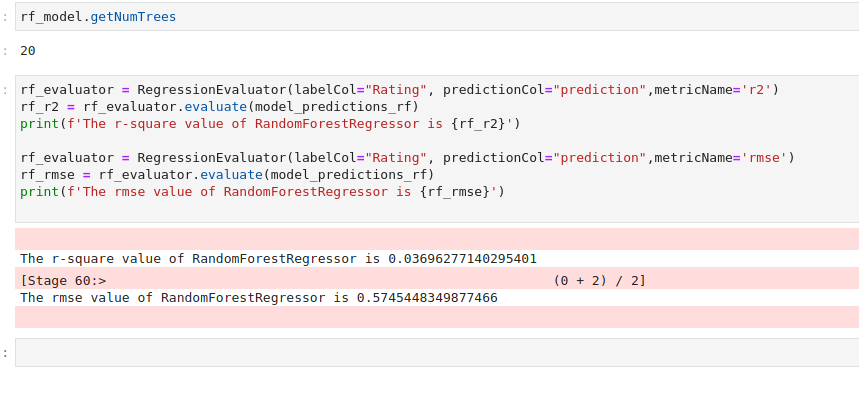 : rf_model.getNumTrees
: 20
: rf_evaluator = RegressionEvaluator(labelCol="Rating", predictionCol="prediction",metricName='r2')
rf_r2 = rf_evaluator.evaluate(model_predictions_rf)
print(f'The r-square value of RandomForestRegressor is {rf_r2}')
rf_evaluator = RegressionEvaluator(labelCol="Rating", predictionCol="prediction",metricName='rmse')
rf_rmse = rf_evaluator.evaluate(model_predictions_rf)
print(f'The rmse value of RandomForestRegressor is {rf_rmse}')
The r-square value of RandomForestRegressor is 0.03696277140295401
[Stage 60:> (0 + 2) / 2]
The rmse value of RandomForestRegressor is 0.5745448349877466
: